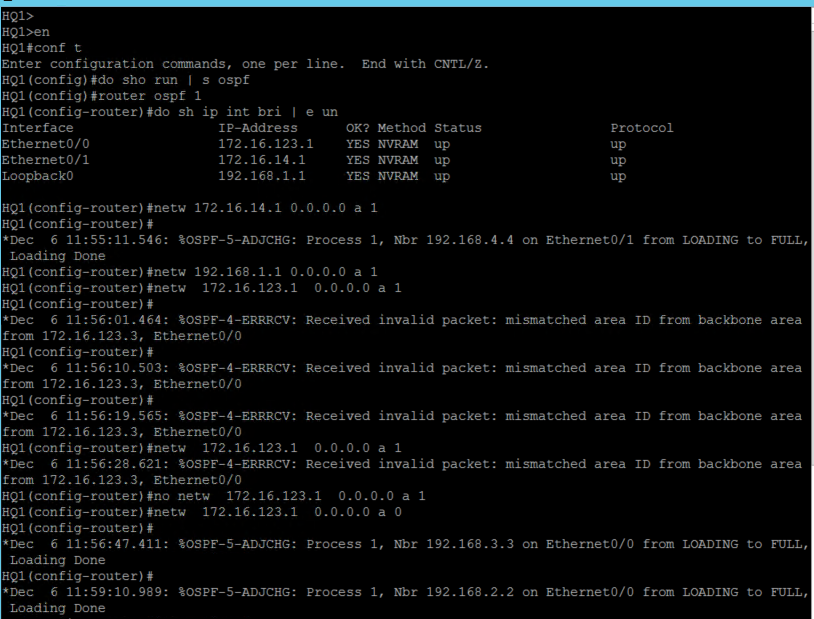 HQ1>
HQ1>en
HQ1#conf t
Enter configuration commands, one per line.  End with CNTL/Z.
HQ1(config)#do sho run | s ospf
HQ1(config)#router ospf 1
HQ1(config-router)#do sh ip int bri | e un
Interface                  IP-Address      OK? Method Status                Protocol
Ethernet0/0                172.16.123.1    YES NVRAM  up                    up
Ethernet0/1                172.16.14.1     YES NVRAM  up                    up
Loopback0                  192.168.1.1     YES NVRAM  up                    up
HQ1(config-router)#netw 172.16.14.1 0.0.0.0 a 1
HQ1(config-router)#
*Dec  6 11:55:11.546: %OSPF-5-ADJCHG: Process 1, Nbr 192.168.4.4 on Ethernet0/1 from LOADING to FULL,
 Loading Done
HQ1(config-router)#netw 192.168.1.1 0.0.0.0 a 1
HQ1(config-router)#netw  172.16.123.1  0.0.0.0 a 1
HQ1(config-router)#
*Dec  6 11:56:01.464: %OSPF-4-ERRRCV: Received invalid packet: mismatched area ID from backbone area
from 172.16.123.3, Ethernet0/0
HQ1(config-router)#
*Dec  6 11:56:10.503: %OSPF-4-ERRRCV: Received invalid packet: mismatched area ID from backbone area
from 172.16.123.3, Ethernet0/0
HQ1(config-router)#
*Dec  6 11:56:19.565: %OSPF-4-ERRRCV: Received invalid packet: mismatched area ID from backbone area
from 172.16.123.3, Ethernet0/0
HQ1(config-router)#netw  172.16.123.1  0.0.0.0 a 1
*Dec  6 11:56:28.621: %OSPF-4-ERRRCV: Received invalid packet: mismatched area ID from backbone area
from 172.16.123.3, Ethernet0/0
HQ1(config-router)#no netw  172.16.123.1  0.0.0.0 a 1
HQ1(config-router)#netw  172.16.123.1  0.0.0.0 a 0
HQ1(config-router)#
*Dec  6 11:56:47.411: %OSPF-5-ADJCHG: Process 1, Nbr 192.168.3.3 on Ethernet0/0 from LOADING to FULL,
 Loading Done
HQ1(config-router)#
*Dec  6 11:59:10.989: %OSPF-5-ADJCHG: Process 1, Nbr 192.168.2.2 on Ethernet0/0 from LOADING to FULL,
 Loading Done